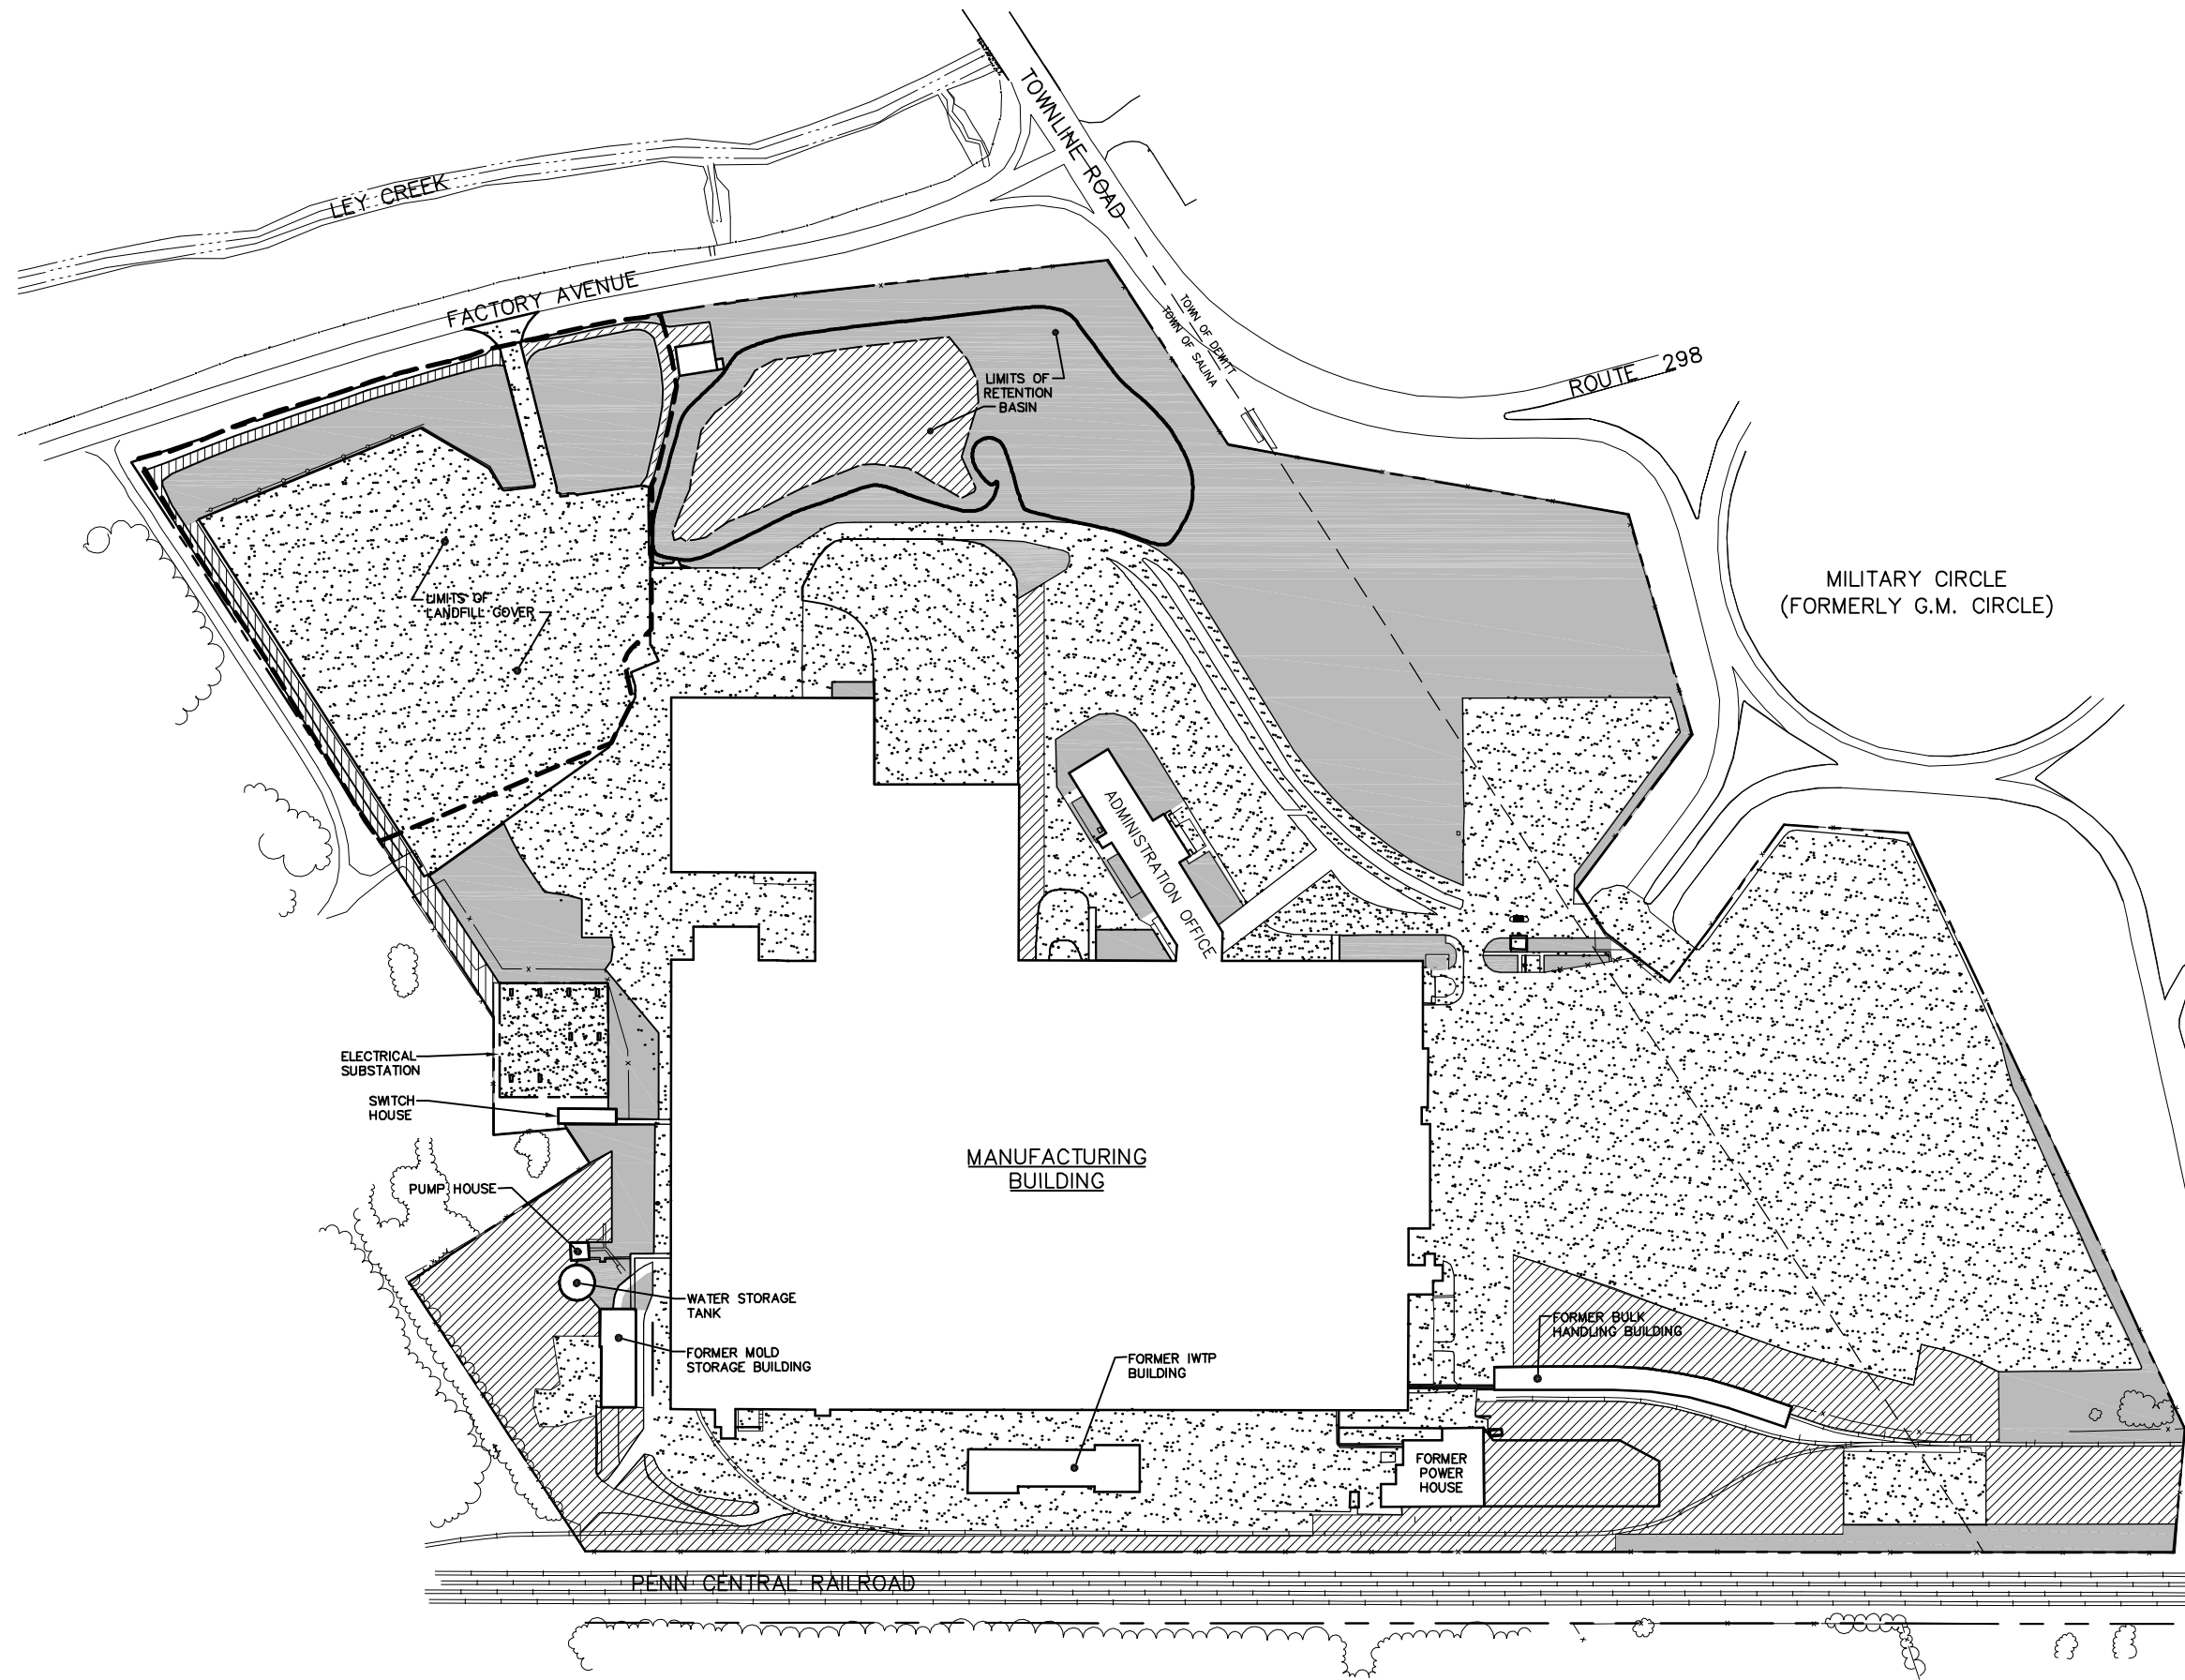 TOWNLINE ROAD
LEY CREEK
FACTORY AVENUE
TOWN OF DEWITT
TOWN OF SALINA
ROUTE 298
LIMITS OF
RETENTION
BASIN
MILITARY CIRCLE
(FORMERLY G.M. CIRCLE)
LIMITS OF
LANDFILL COVER
ADMINISTRATION OFFICE
ELECTRICAL
SUBSTATION
SWITCH
HOUSE
MANUFACTURING
BUILDING
PUMP HOUSE
WATER STORAGE
TANK
FORMER BULK
HANDLING BUILDING
FORMER MOLD
STORAGE BUILDING
FORMER IWTP
BUILDING
FORMER
POWER
HOUSE
PENN CENTRAL RAILROAD